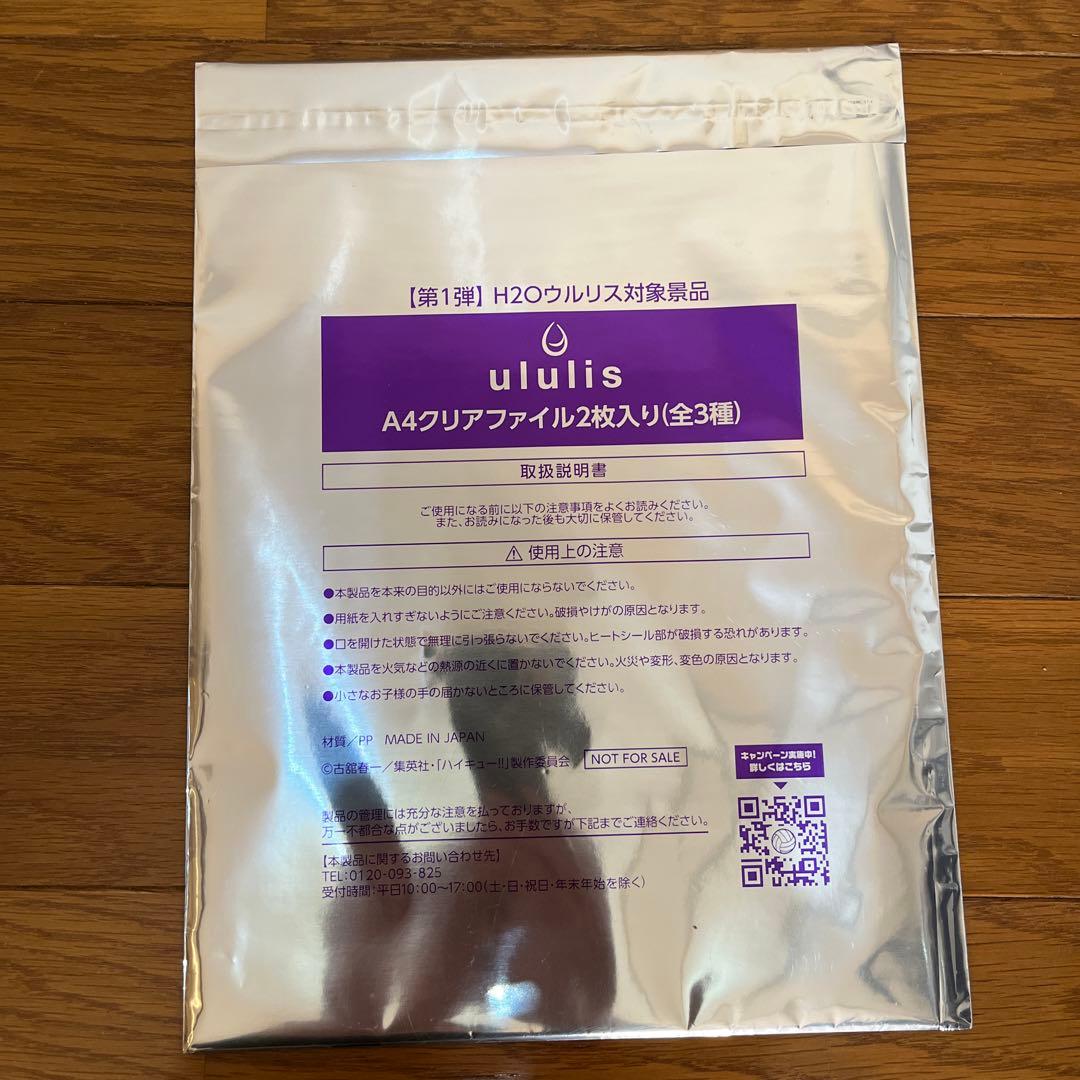 【第1弾】H2Oウルリス対象景品
ululis
A4クリアファイル2枚入り(全3種)
取扱説明書
ご使用になる前に以下の注意事項をよくお読みください。
また、お読みになった後も大切に保管してください。
⚠ 使用上の注意
●本製品を本来の目的以外にはご使用にならないでください。
●用紙を入れすぎないようにご注意ください。破損やけがの原因となります。
●口を開けた状態で無理に引っ張らないでください。ヒートシール部が破損する恐れがあります。
●本製品を火気などの熱源の近くに置かないでください。火災や変形、変色の原因となります。
●小さなお子様の手の届かないところに保管してください。
材質/PP MADE IN JAPAN
©古舘春一/集英社・「ハイキュー!!」製作委員会
NOT FOR SALE
キャンペーン実施中!
詳しくはこちら
製品の管理には充分な注意を払っておりますが、
万一不都合な点がございましたら、お手数ですが下記までご連絡ください。
【本製品に関するお問い合わせ先】
TEL:0120-093-825
受付時間:平日10:00〜17:00(土・日・祝日・年末年始を除く)